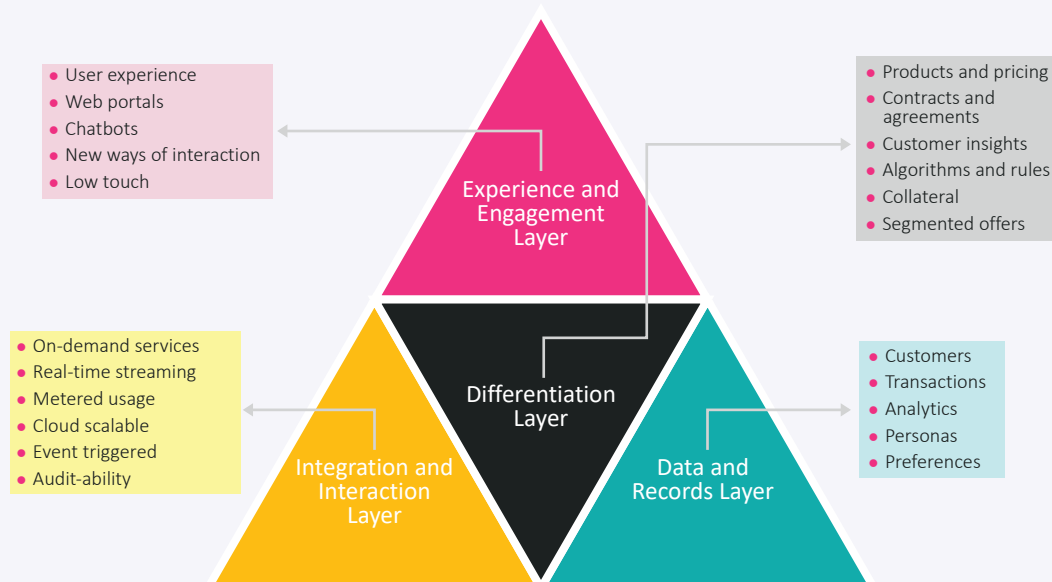 User experience
Web portals
Chatbots
New ways of interaction
Low touch
Products and pricing
Contracts and
agreements
Customer insights
Algorithms and rules
Collateral
Segmented offers
Experience and
Engagement
Layer
On-demand services
Real-time streaming
Metered usage
Cloud scalable
Event triggered
Audit-ability
Differentiation
Layer
Customers
Transactions
Analytics
Personas
Preferences
Integration and
Interaction
Layer
Data and
Records Layer